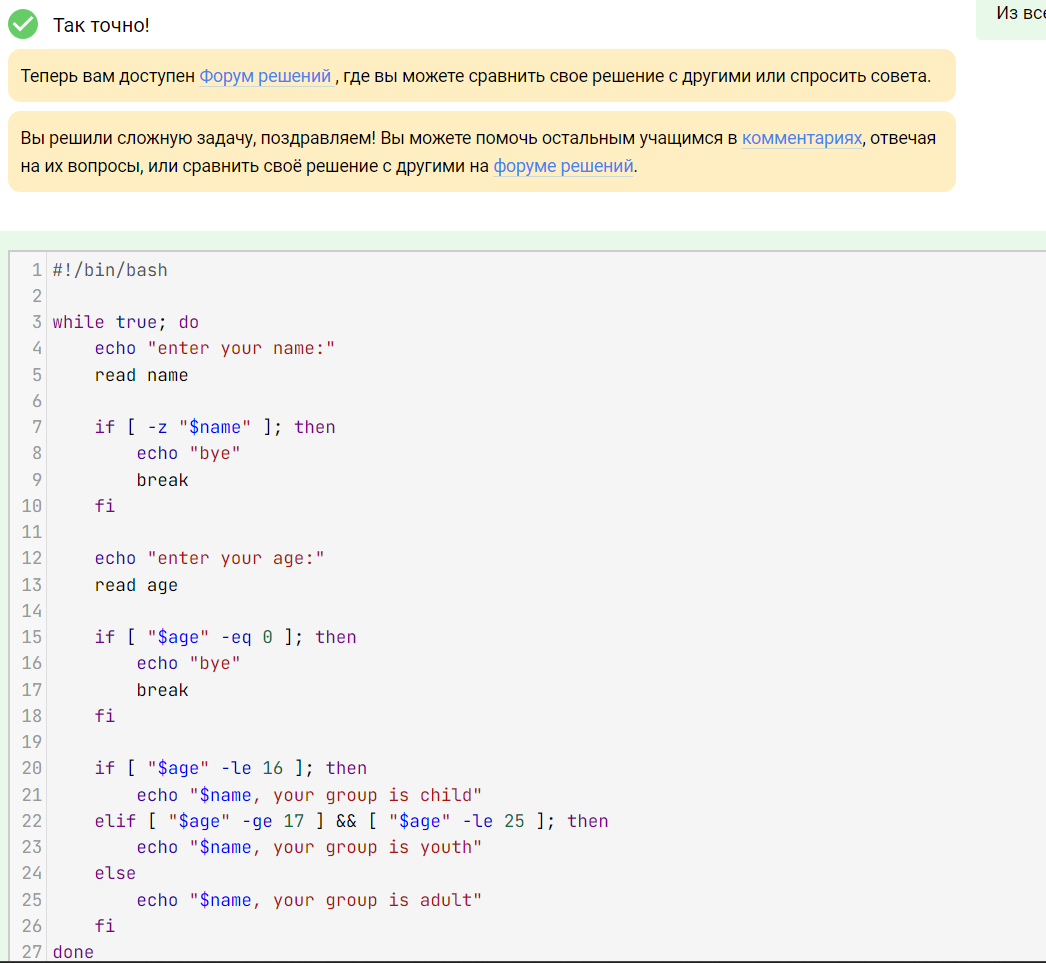 Так точно!
Из все
Теперь вам доступен Форум решений , где вы можете сравнить свое решение с другими или спросить совета.
Вы решили сложную задачу, поздравляем! Вы можете помочь остальным учащимся в комментариях, отвечая
на их вопросы, или сравнить своё решение с другими на форуме решений.
1 #!/bin/bash
2
3 while true; do
4     echo "enter your name:"
5     read name
6
7     if [ -z "$name" ]; then
8         echo "bye"
9         break
10     fi
11
12     echo "enter your age:"
13     read age
14
15     if [ "$age" -eq 0 ]; then
16         echo "bye"
17         break
18     fi
19
20     if [ "$age" -le 16 ]; then
21         echo "$name, your group is child"
22     elif [ "$age" -ge 17 ] && [ "$age" -le 25 ]; then
23         echo "$name, your group is youth"
24     else
25         echo "$name, your group is adult"
26     fi
27 done